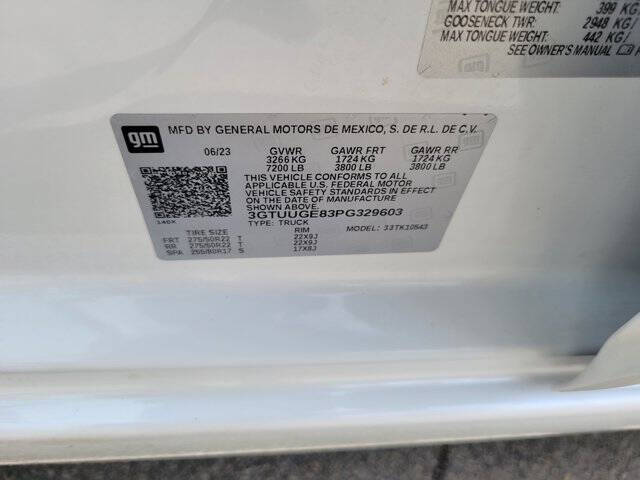 MAX TONGUE WEIGHT: 399 KG/
GOOSENECK TWR: 2948 KG/
MAX TONGUE WEIGHT: 442 KG/
SEE OWNER'S MANUAL
gm MFD BY GENERAL MOTORS DE MEXICO, S. DE R.L. DE C.V.
06/23 GVWR GAWR FRT GAWR RR
3266 KG 1724 KG 1724 KG
7200 LB 3800 LB 3800 LB
THIS VEHICLE CONFORMS TO ALL
APPLICABLE U.S. FEDERAL MOTOR
VEHICLE SAFETY STANDARDS IN EFFECT
ON THE DATE OF MANUFACTURE
SHOWN ABOVE.
3GTUUGE83PG329603
TYPE: TRUCK MODEL: 33TK10543
TIRE SIZE RIM
FRT 275/50R22 T 22X9J
RR 275/50R22 T 22X9J
SPA 255/80R17 S 17X8J